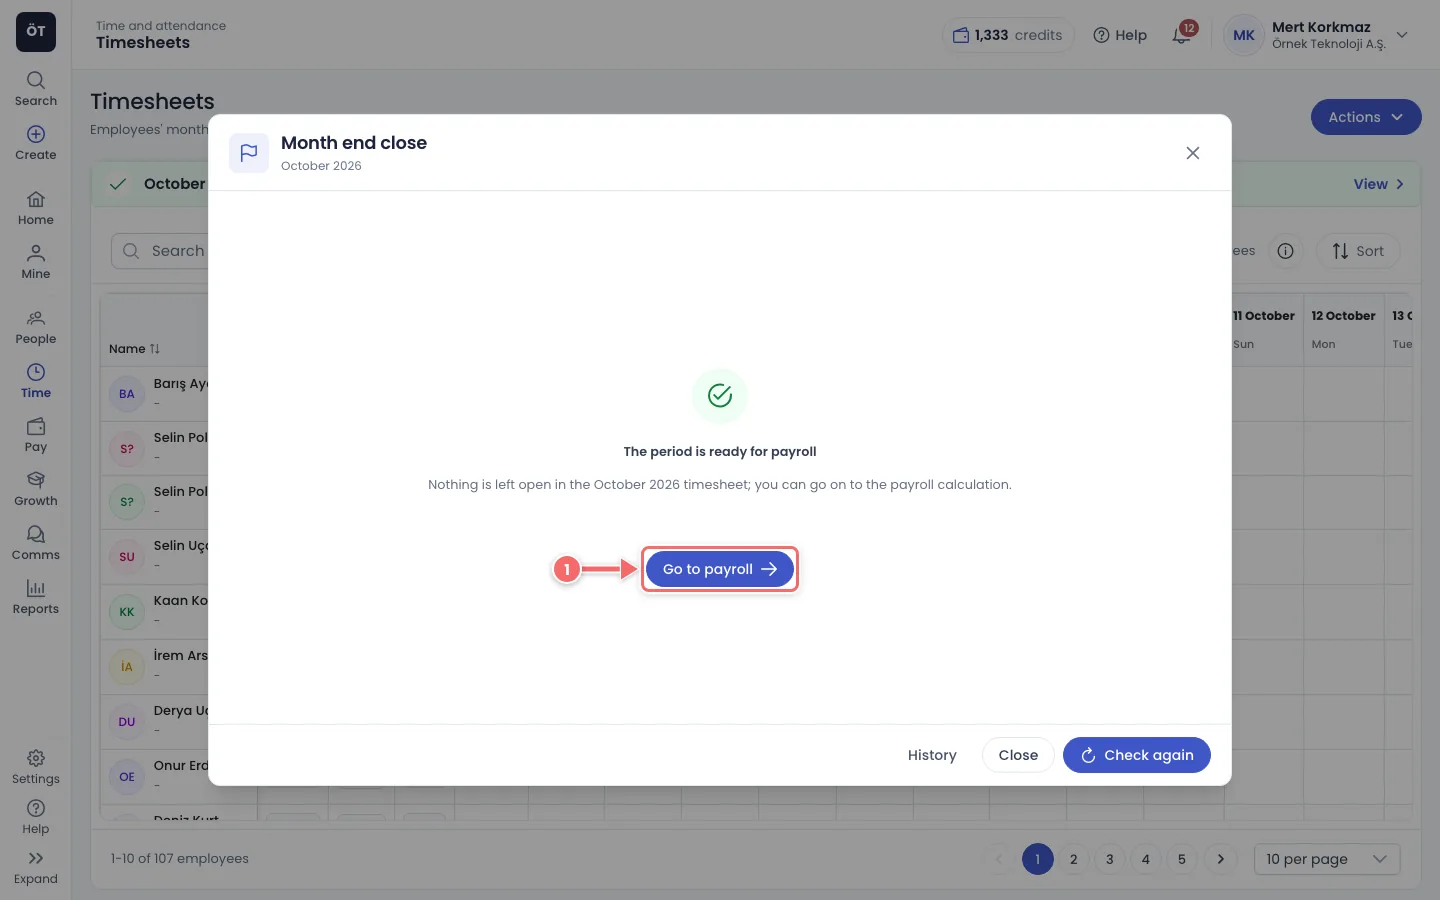 ÖT
Search
Create
Home
Mine
People
Time
Pay
Growth
Comms
Reports
Settings
Help
Expand
Time and attendance
Timesheets
1,333 credits
Help
12
MK
Mert Korkmaz
Örnek Teknoloji A.Ş.
Timesheets
Employees' month
Actions
October
View
Search
ees
Sort
Name
11 October
12 October
13 O
Sun
Mon
Tue
BA
Barış Ay
-
S?
Selin Pol
-
S?
Selin Pol
-
SU
Selin Uç
-
KK
Kaan Ko
-
İA
İrem Ars
-
DU
Derya U
-
OE
Onur Erd
-
Deniz Kurt
Month end close
October 2026
The period is ready for payroll
Nothing is left open in the October 2026 timesheet; you can go on to the payroll calculation.
1
Go to payroll
History
Close
Check again
1-10 of 107 employees
1
2
3
4
5
10 per page